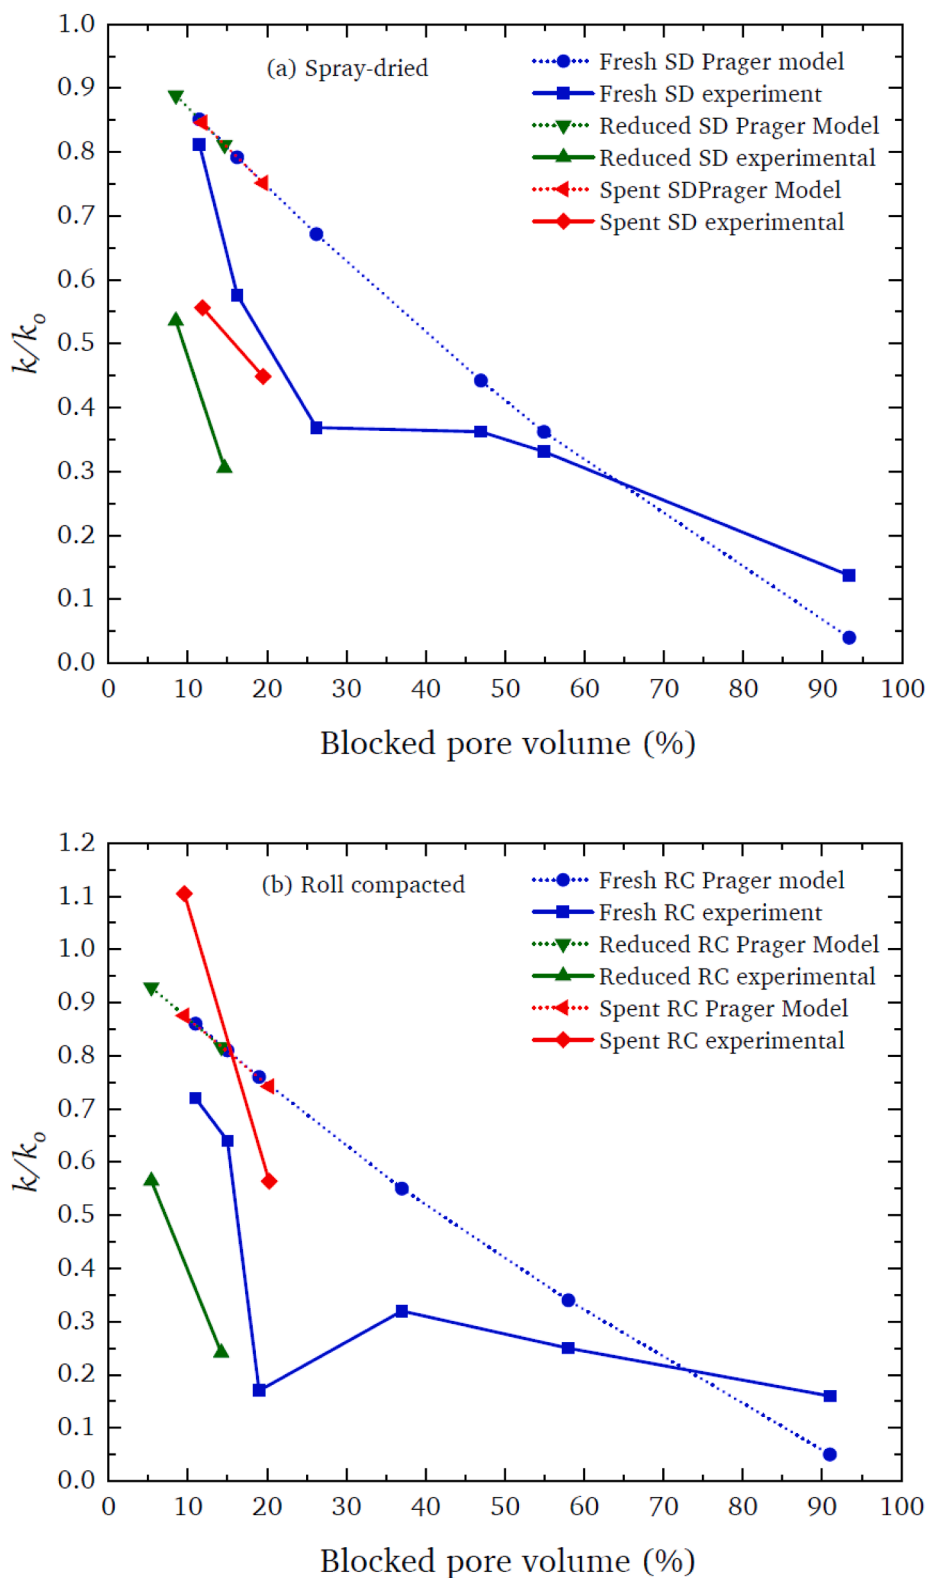 1.0
0.9
0.8
0.7
0.6
0.5
0.4
0.3
0.2
0.1
0.0
k/kₒ
(a) Spray-dried
Fresh SD Prager model
Fresh SD experiment
Reduced SD Prager Model
Reduced SD experimental
Spent SDPrager Model
Spent SD experimental
0 10 20 30 40 50 60 70 80 90 100
Blocked pore volume (%)
1.2
1.1
1.0
0.9
0.8
0.7
0.6
0.5
0.4
0.3
0.2
0.1
0.0
k/kₒ
(b) Roll compacted
Fresh RC Prager model
Fresh RC experiment
Reduced RC Prager Model
Reduced RC experimental
Spent RC Prager Model
Spent RC experimental
0 10 20 30 40 50 60 70 80 90 100
Blocked pore volume (%)